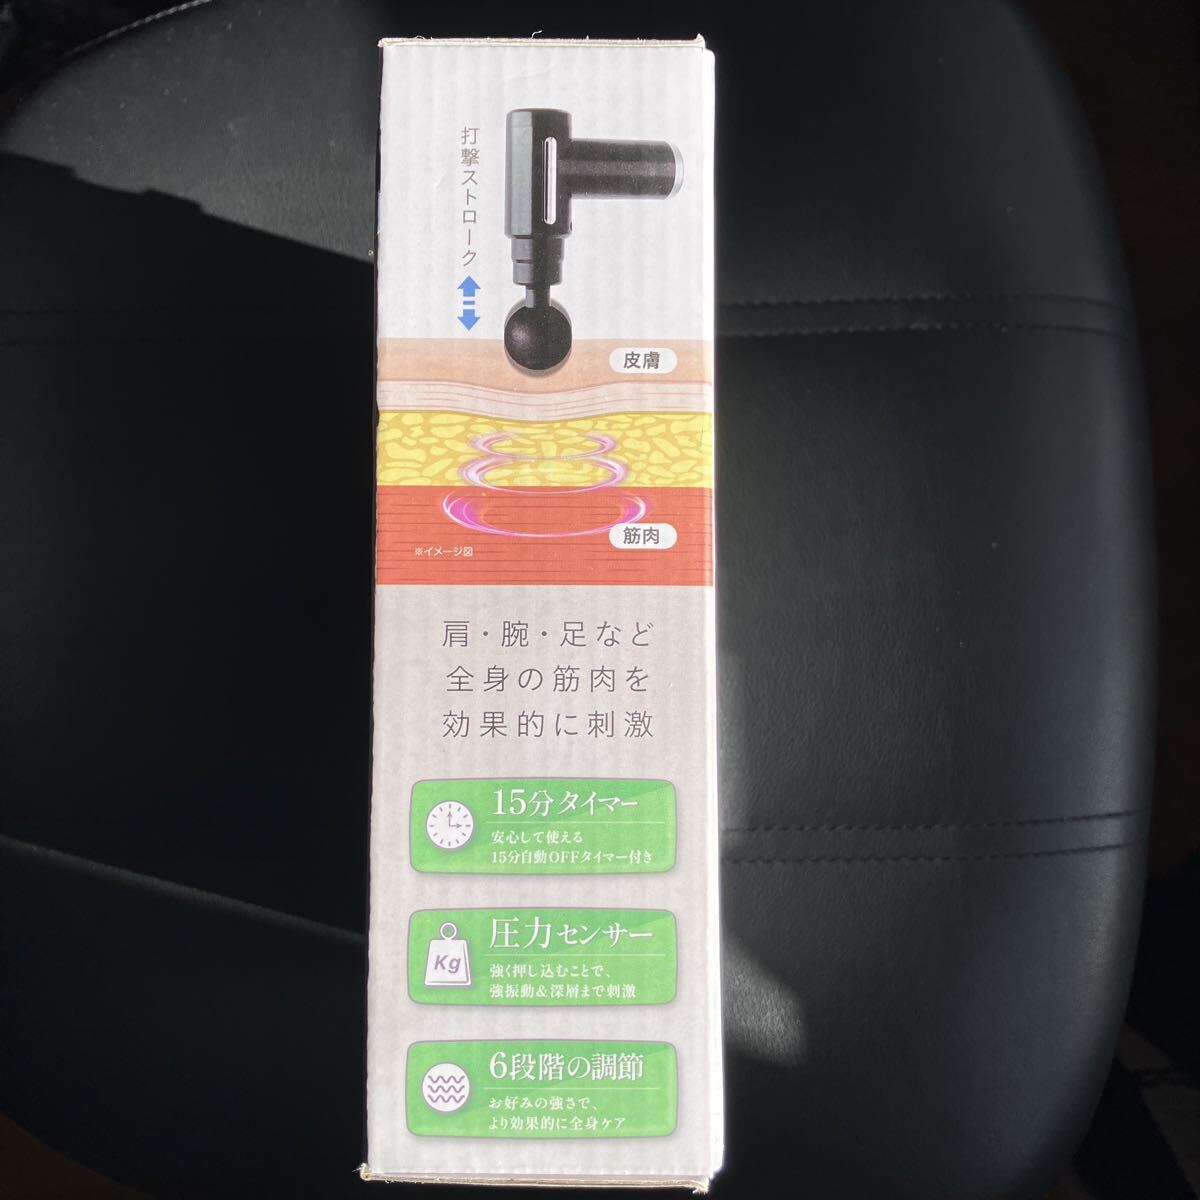 打撃ストローク
皮膚
筋肉
※イメージ図
肩・腕・足など
全身の筋肉を
効果的に刺激
15分タイマー
安心して使える
15分自動OFFタイマー付き
Kg
圧力センサー
強く押し込むことで、
強振動&深層まで刺激
6段階の調節
お好みの強さで、
より効果的に全身ケア